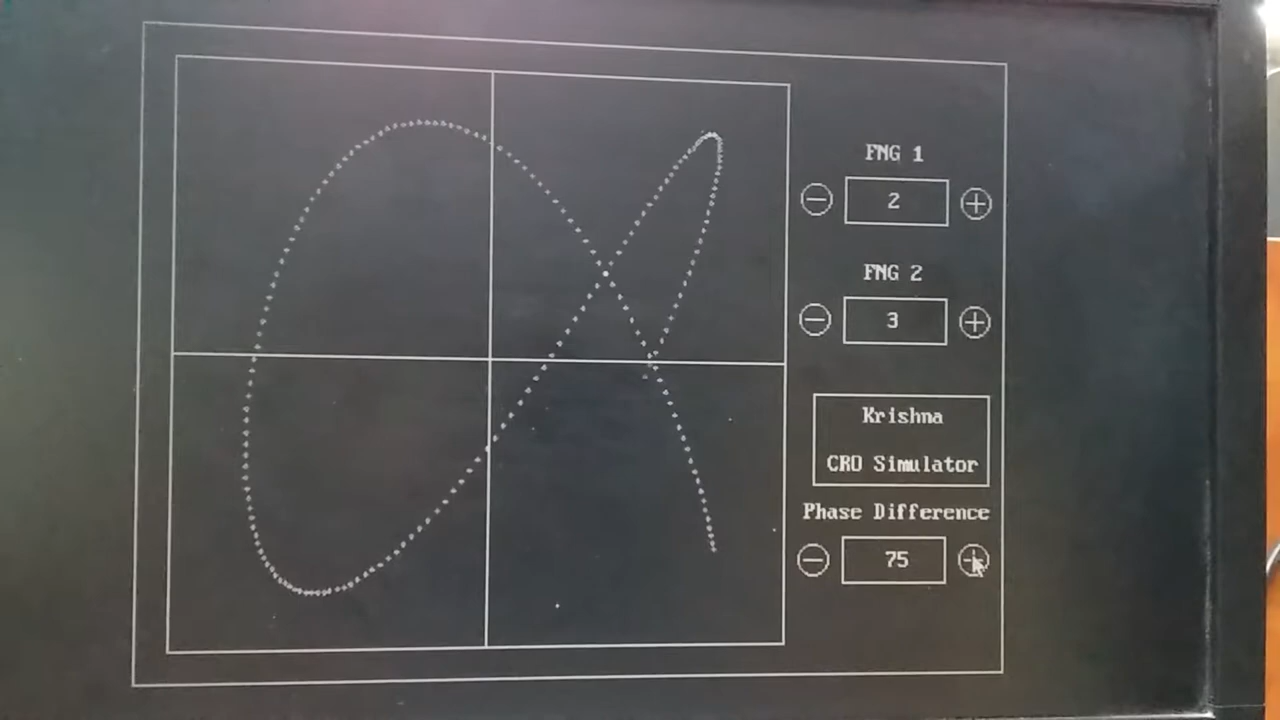 FNG 1
2
FNG 2
3
Krishna
CRO Simulator
Phase Difference
75